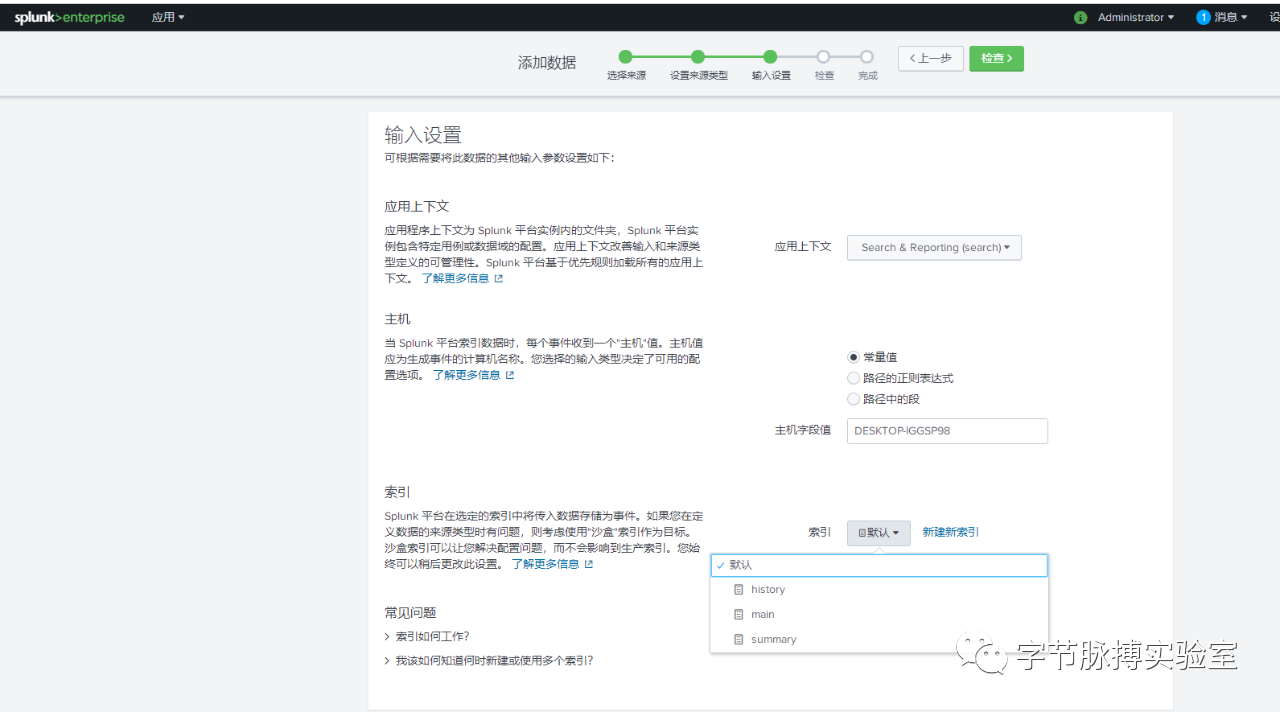 splunk>enterprise 应用 Administrator 1 消息
添加数据
选择来源 设置来源类型 输入设置 检查 完成
上一步
检查
输入设置
可根据需要将此数据的其他输入参数设置如下:
应用上下文
应用程序上下文为 Splunk 平台实例内的文件夹, Splunk 平台实
例包含特定用例或数据域的配置。应用上下文改善输入和来源类
型定义的可管理性。Splunk 平台基于优先规则加载所有的应用上
下文。 了解更多信息
应用上下文 Search & Reporting (search)
主机
当 Splunk 平台索引数据时,每个事件收到一个"主机"值。主机值
应为生成事件的计算机名称。您选择的输入类型决定了可用的配
置选项。 了解更多信息
常量值
路径的正则表达式
路径中的段
主机字段值 DESKTOP-IGGSP98
索引
Splunk 平台在选定的索引中将传入数据存储为事件。如果您在定
义数据的来源类型时有问题,则考虑使用"沙盒"索引作为目标。
沙盒索引可以让您解决配置问题,而不会影响到生产索引。您始
终可以稍后更改此设置。 了解更多信息
索引 默认 新建新索引
默认
history
main
summary
常见问题
索引如何工作?
我该如何知道何时新建或使用多个索引?
字节脉搏实验室